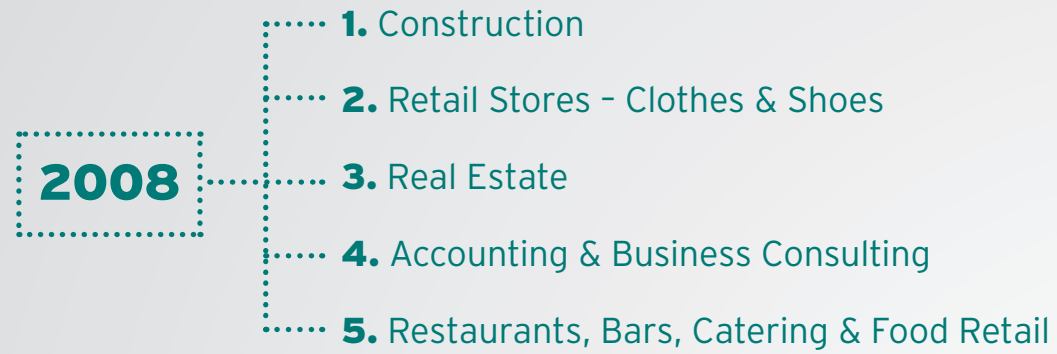 1. Construction
2. Retail Stores – Clothes & Shoes
2008
3. Real Estate
4. Accounting & Business Consulting
5. Restaurants, Bars, Catering & Food Retail